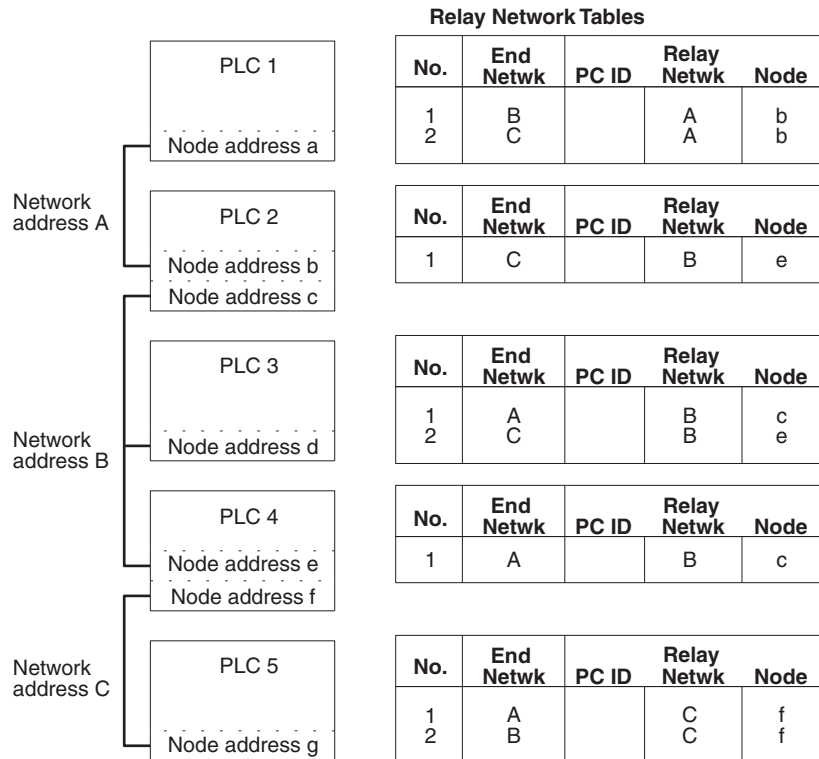 Relay Network Tables
PLC 1
Node address a
No. End Netwk PC ID Relay Netwk Node
1 B A b
2 C A b
Network address A
PLC 2
Node address b
Node address c
No. End Netwk PC ID Relay Netwk Node
1 C B e
PLC 3
Node address d
No. End Netwk PC ID Relay Netwk Node
1 A B c
2 C B e
Network address B
PLC 4
Node address e
Node address f
No. End Netwk PC ID Relay Netwk Node
1 A B c
Network address C
PLC 5
Node address g
No. End Netwk PC ID Relay Netwk Node
1 A C f
2 B C f